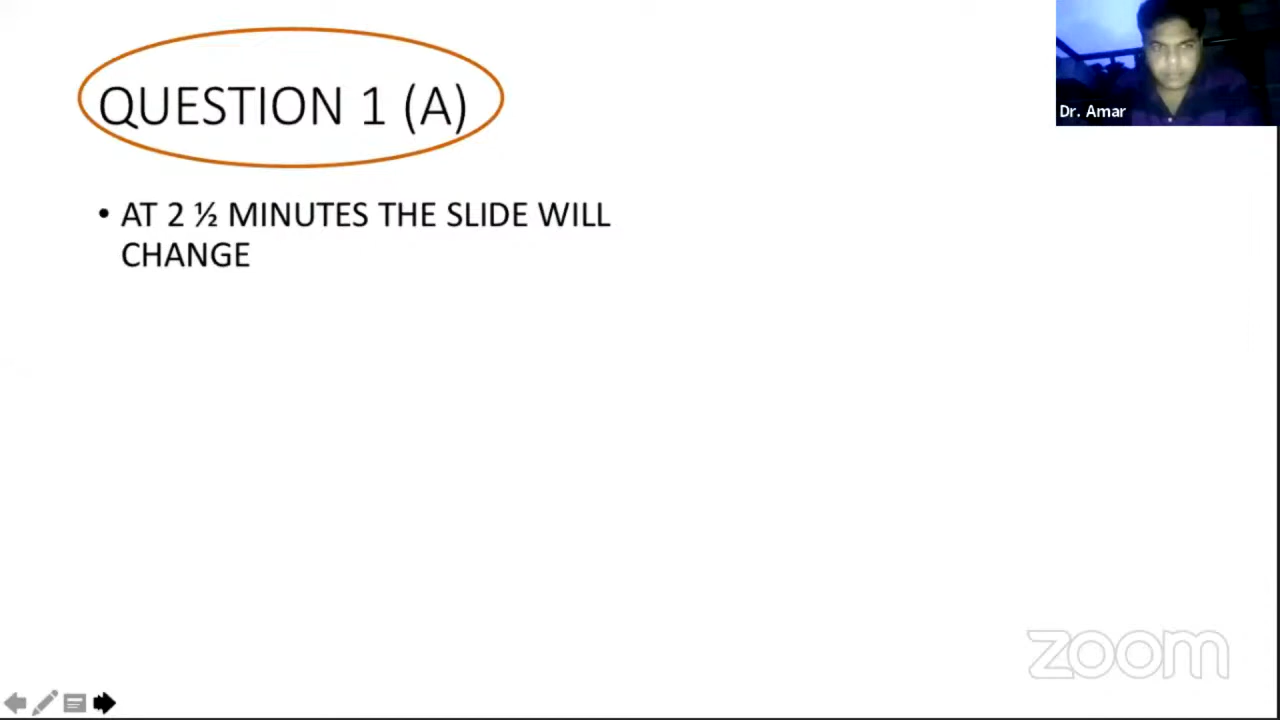 QUESTION 1 (A)
Dr. Amar
• AT 2 ½ MINUTES THE SLIDE WILL
CHANGE
zoom